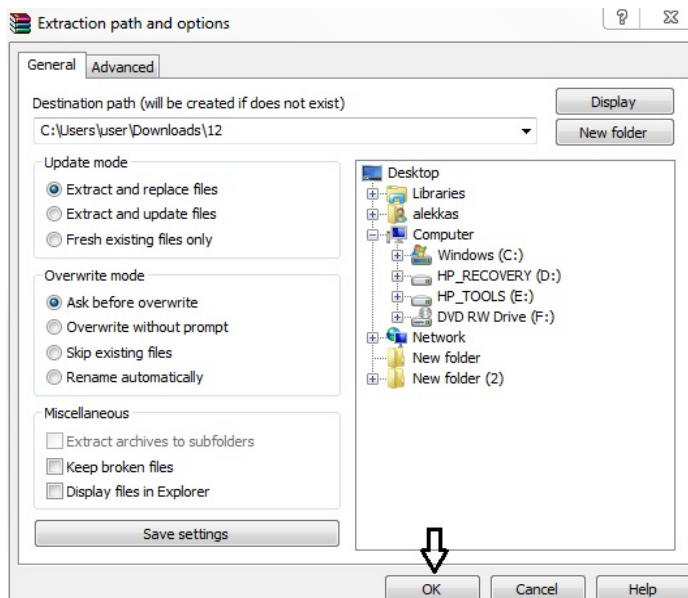 Extraction path and options
General
Advanced
Destination path (will be created if does not exist)
Display
C:\Users\user\Downloads\12
New folder
Update mode
Extract and replace files
Extract and update files
Fresh existing files only
Overwrite mode
Ask before overwrite
Overwrite without prompt
Skip existing files
Rename automatically
Miscellaneous
Extract archives to subfolders
Keep broken files
Display files in Explorer
Save settings
Desktop
Libraries
alekkas
Computer
Windows (C:)
HP_RECOVERY (D:)
HP_TOOLS (E:)
DVD RW Drive (F:)
Network
New folder
New folder (2)
OK
Cancel
Help